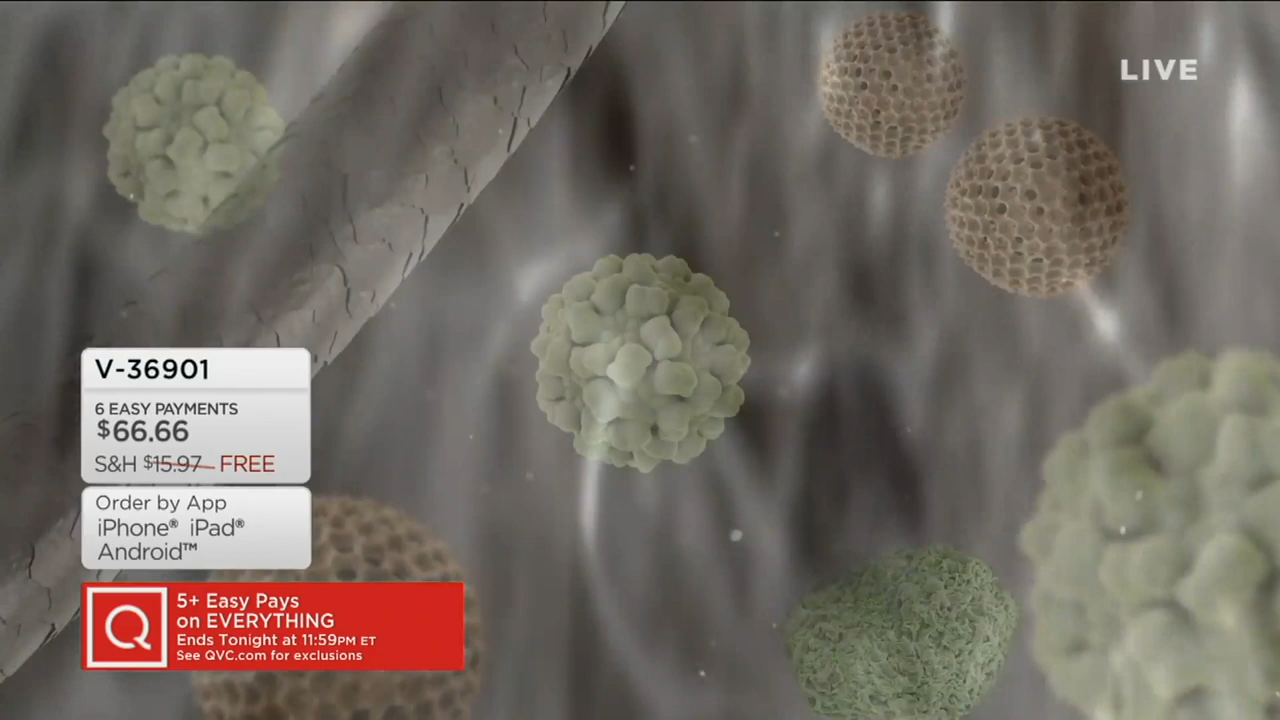 LIVE
V-36901
6 EASY PAYMENTS
$66.66
S&H $15.97 FREE
Order by App
iPhone® iPad®
Android™
Q
5+ Easy Pays
on EVERYTHING
Ends Tonight at 11:59PM ET
See QVC.com for exclusions